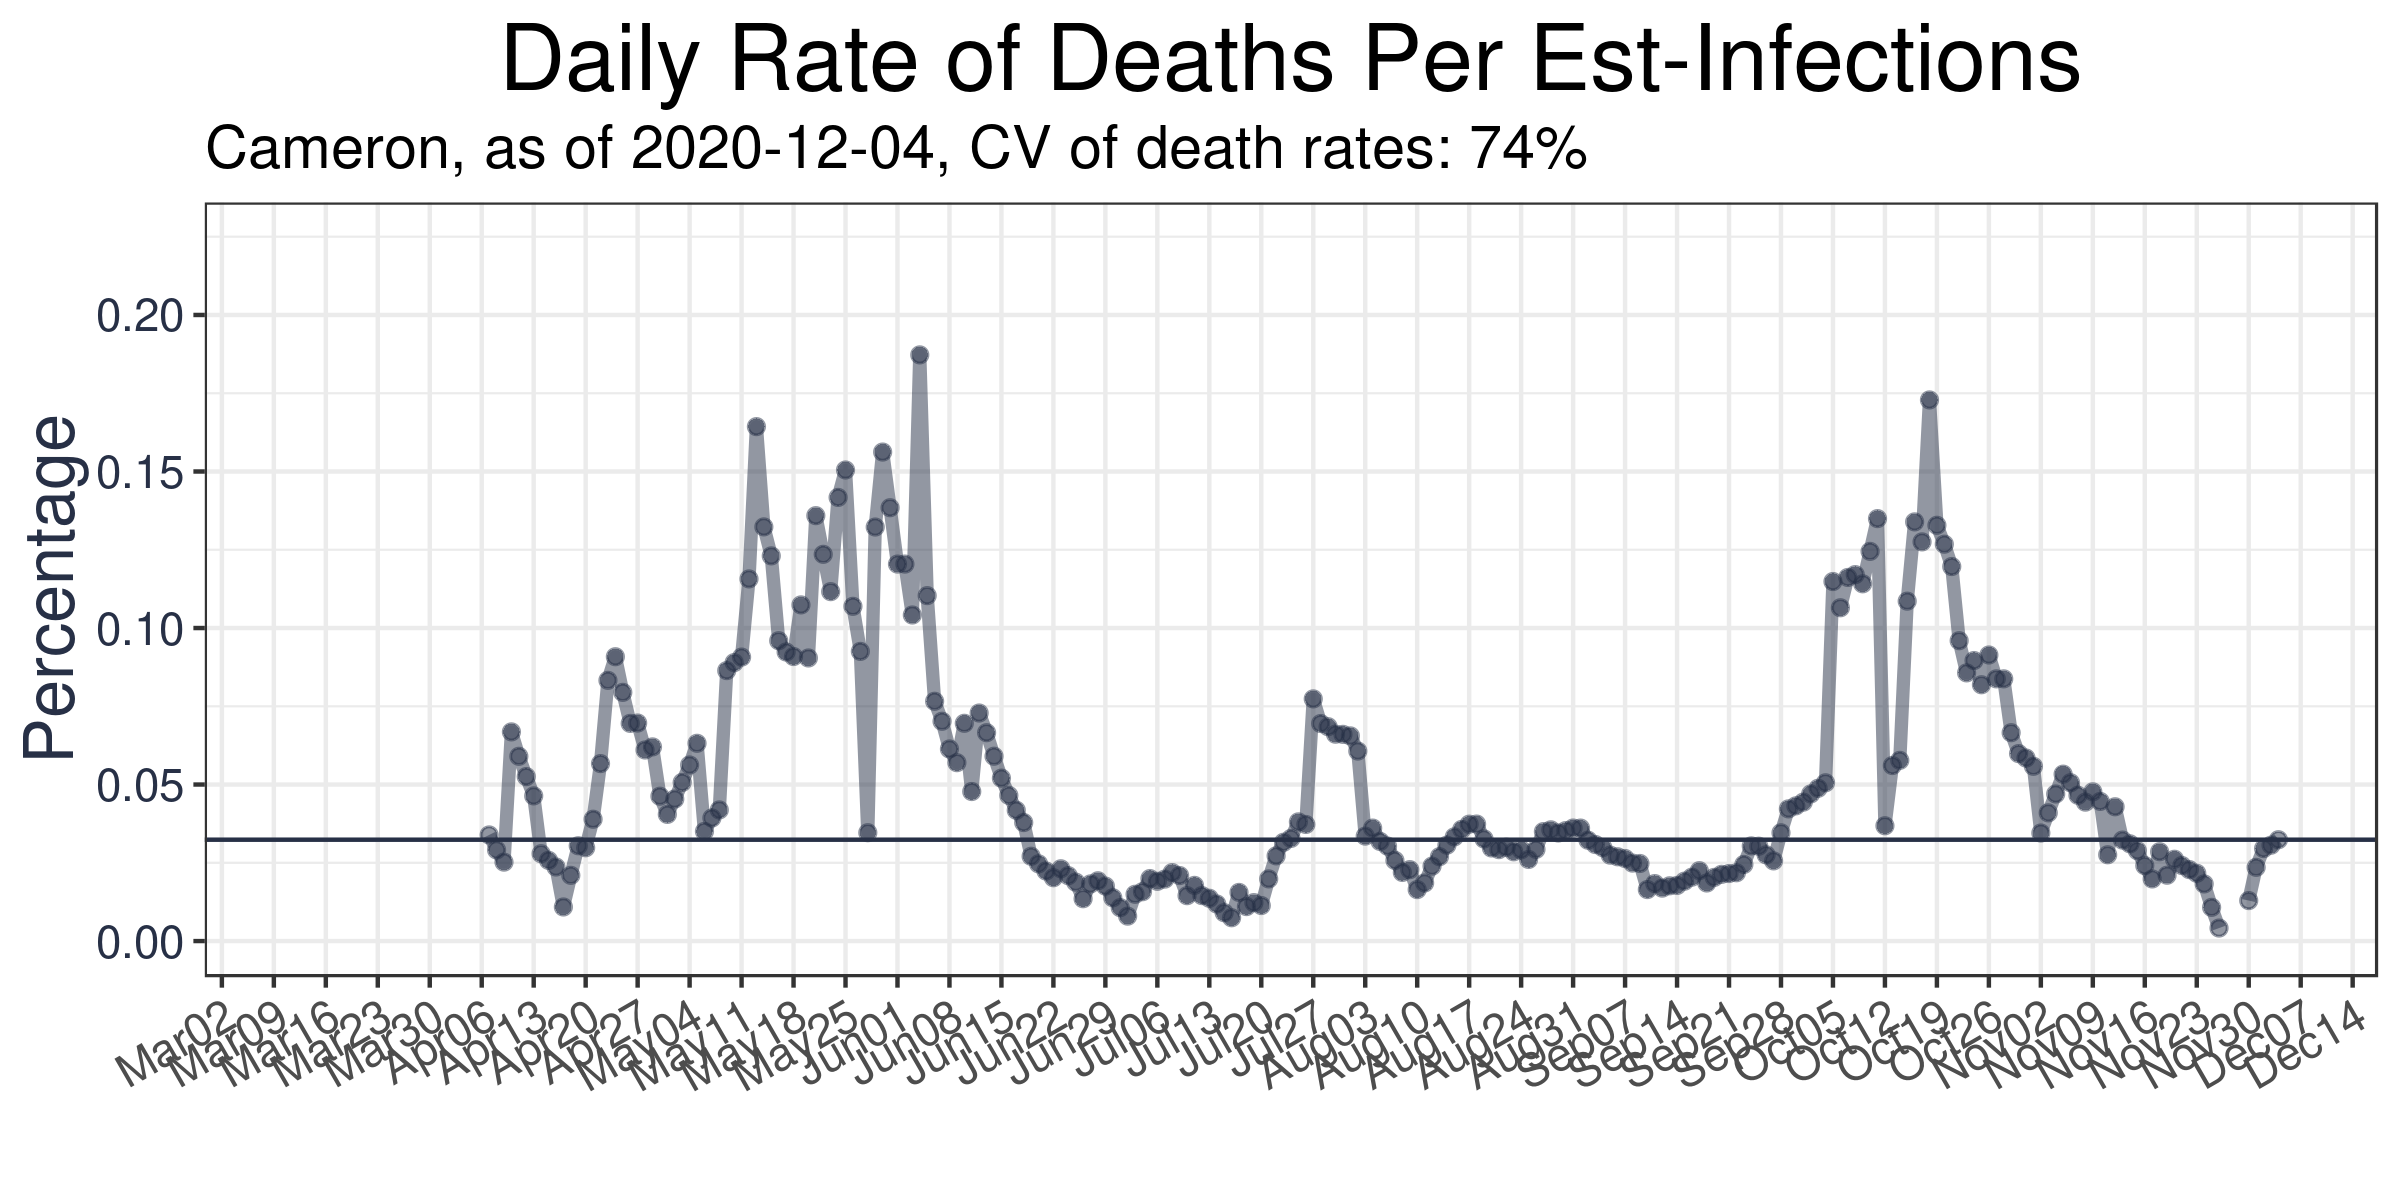 Daily Rate of Deaths Per Est-Infections
Cameron, as of 2020-12-04, CV of death rates: 74%
Percentage
0.20
0.15
0.10
0.05
0.00
Mar02
Mar09
Mar16
Mar23
Mar30
Apr06
Apr13
Apr20
Apr27
May04
May11
May18
May25
Jun01
Jun08
Jun15
Jun22
Jun29
Jul06
Jul13
Jul20
Jul27
Aug03
Aug10
Aug17
Aug24
Aug31
Sep07
Sep14
Sep21
Sep28
Oct05
Oct12
Oct19
Oct26
Nov02
Nov09
Nov16
Nov23
Nov30
Dec07
Dec14